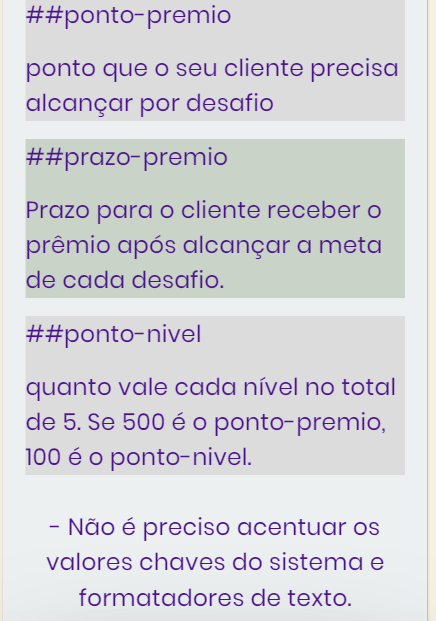 ##ponto-premio
ponto que o seu cliente precisa
alcançar por desafio
##prazo-premio
Prazo para o cliente receber o
prêmio após alcançar a meta
de cada desafio.
##ponto-nivel
quanto vale cada nível no total
de 5. Se 500 é o ponto-premio,
100 é o ponto-nivel.
- Não é preciso acentuar os
valores chaves do sistema e
formatadores de texto.